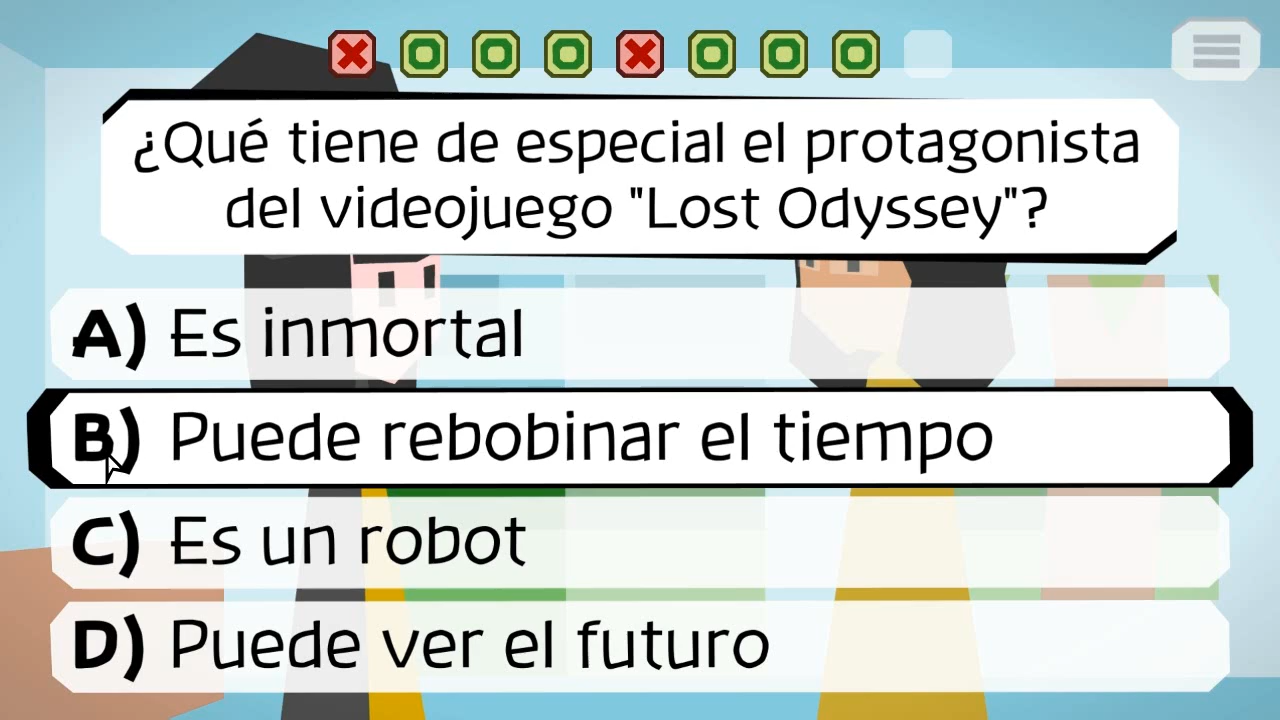 ¿Qué tiene de especial el protagonista
del videojuego "Lost Odyssey"?
A) Es inmortal
B) Puede rebobinar el tiempo
C) Es un robot
D) Puede ver el futuro